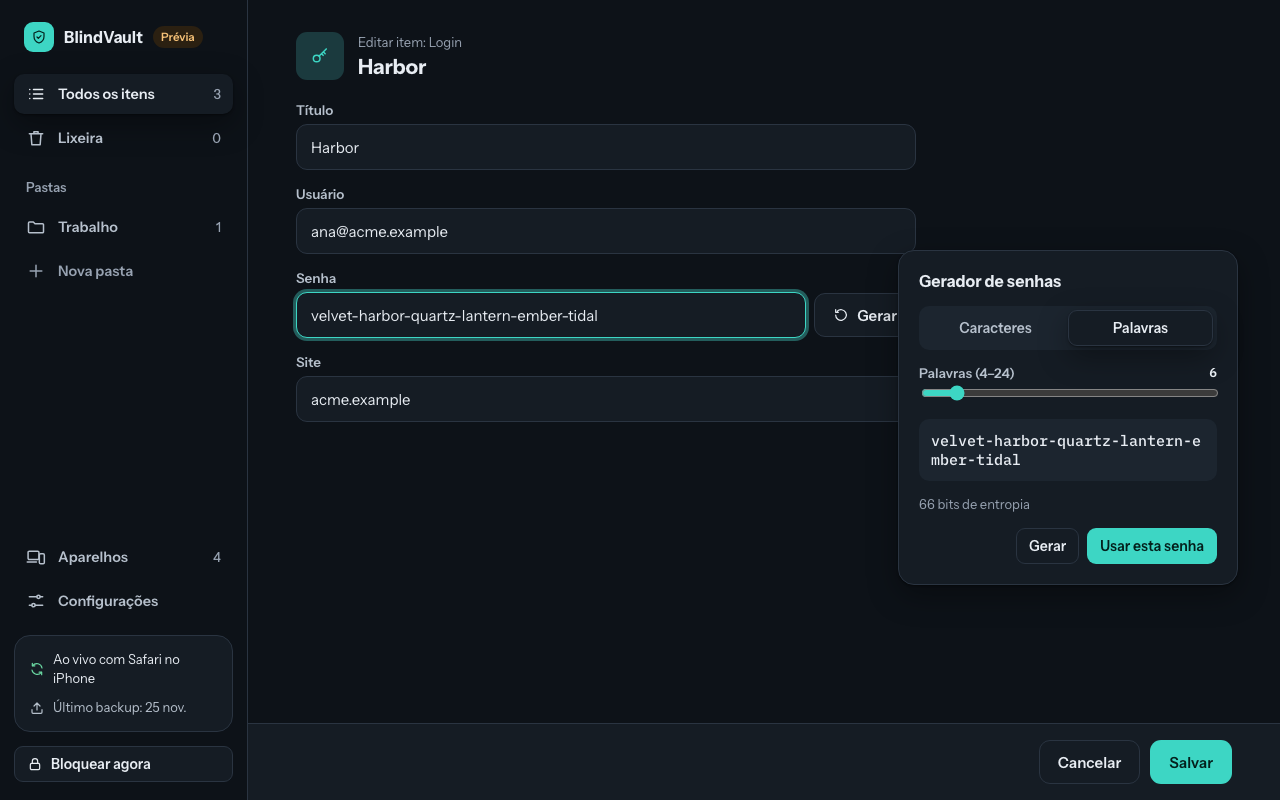 BlindVault
Prévia
Todos os itens
3
Lixeira
0
Pastas
Trabalho
1
Nova pasta
Aparelhos
4
Configurações
Ao vivo com Safari no
iPhone
Último backup: 25 nov.
Bloquear agora
Editar item: Login
Harbor
Título
Harbor
Usuário
ana@acme.example
Senha
velvet-harbor-quartz-lantern-ember-tidal
Gerar
Site
acme.example
Gerador de senhas
Caracteres
Palavras
Palavras (4–24)
6
velvet-harbor-quartz-lantern-e
mber-tidal
66 bits de entropia
Gerar
Usar esta senha
Cancelar
Salvar